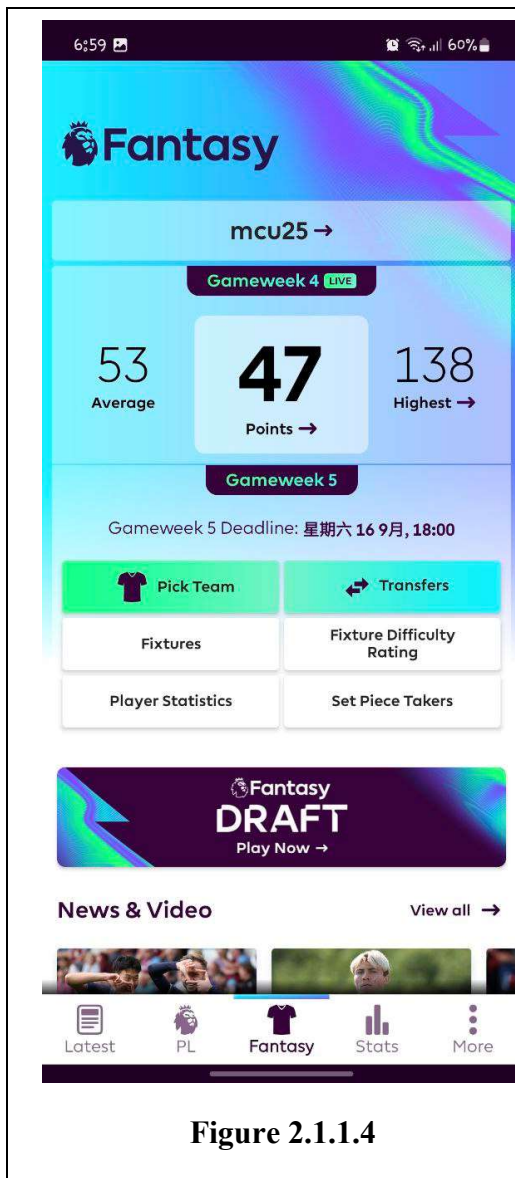 6:59
60%
Fantasy
mcu25 →
Gameweek 4 LIVE
53
Average
47
Points →
138
Highest →
Gameweek 5
Gameweek 5 Deadline: 星期六 16 9月, 18:00
Pick Team
Transfers
Fixtures
Fixture Difficulty
Rating
Player Statistics
Set Piece Takers
Fantasy
DRAFT
Play Now →
News & Video
View all →
Latest
PL
Fantasy
Stats
More
Figure 2.1.1.4